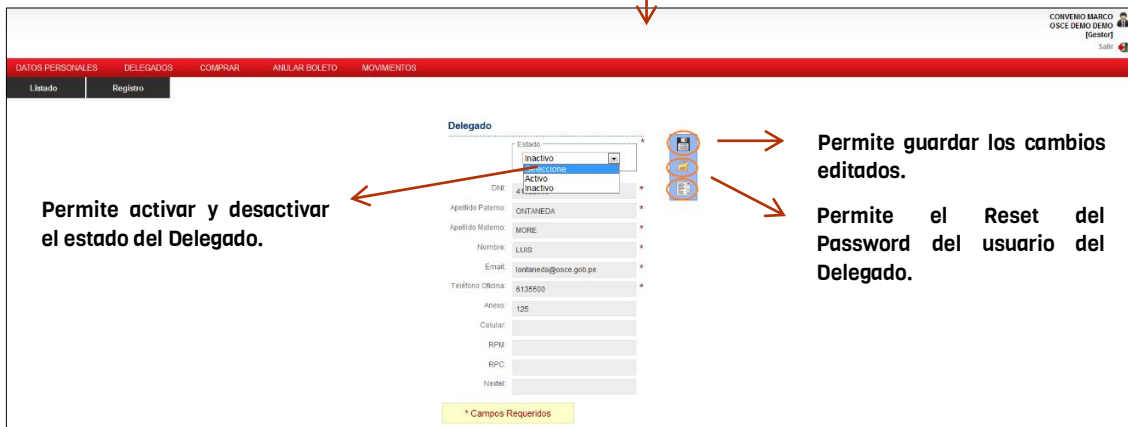 CONVENIO MARCO
OSCE DEMO DEMO
[Gestor]
Salir
DATOS PERSONALES DELEGADOS COMPRAR ANULAR BOLETO MOVIMIENTOS
Listado Registro
Delegado
Estado *
Inactivo
Seleccione
Activo
Inactivo
DNI: *
Apellido Paterno: ONTANEDA *
Apellido Materno: MORE *
Nombre: LUIS *
Email: lontaneda@osce.gob.pe *
Teléfono Oficina: 6135500 *
Anexo: 125
Celular:
RPM:
RPC:
Nextel:
* Campos Requeridos
Permite activar y desactivar
el estado del Delegado.
Permite guardar los cambios
editados.
Permite el Reset del
Password del usuario del
Delegado.